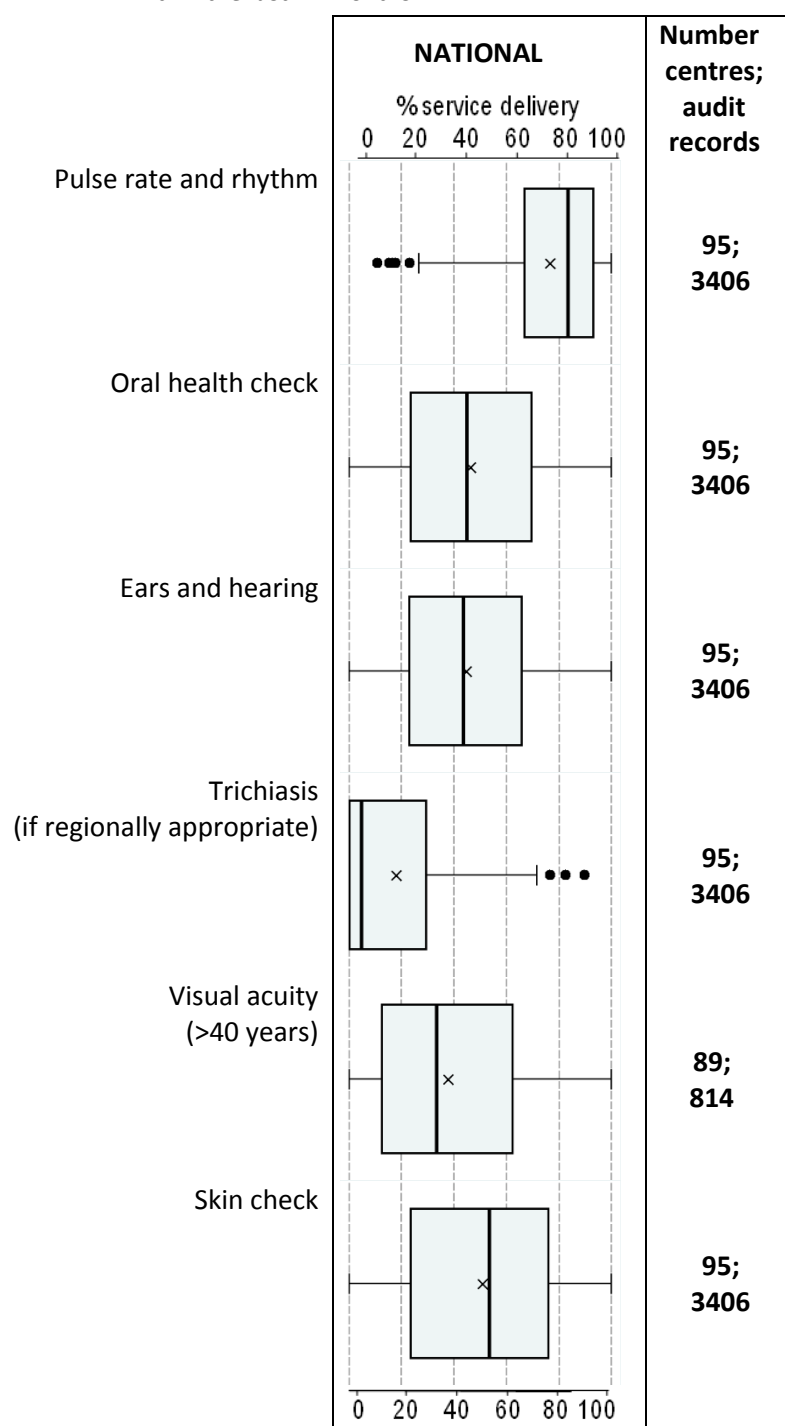 NATIONAL
Number
centres;
audit
records
% service delivery
0 20 40 60 80 100
Pulse rate and rhythm
95;
3406
Oral health check
95;
3406
Ears and hearing
95;
3406
Trichiasis
(if regionally appropriate)
95;
3406
Visual acuity
(>40 years)
89;
814
Skin check
95;
3406
0 20 40 60 80 100